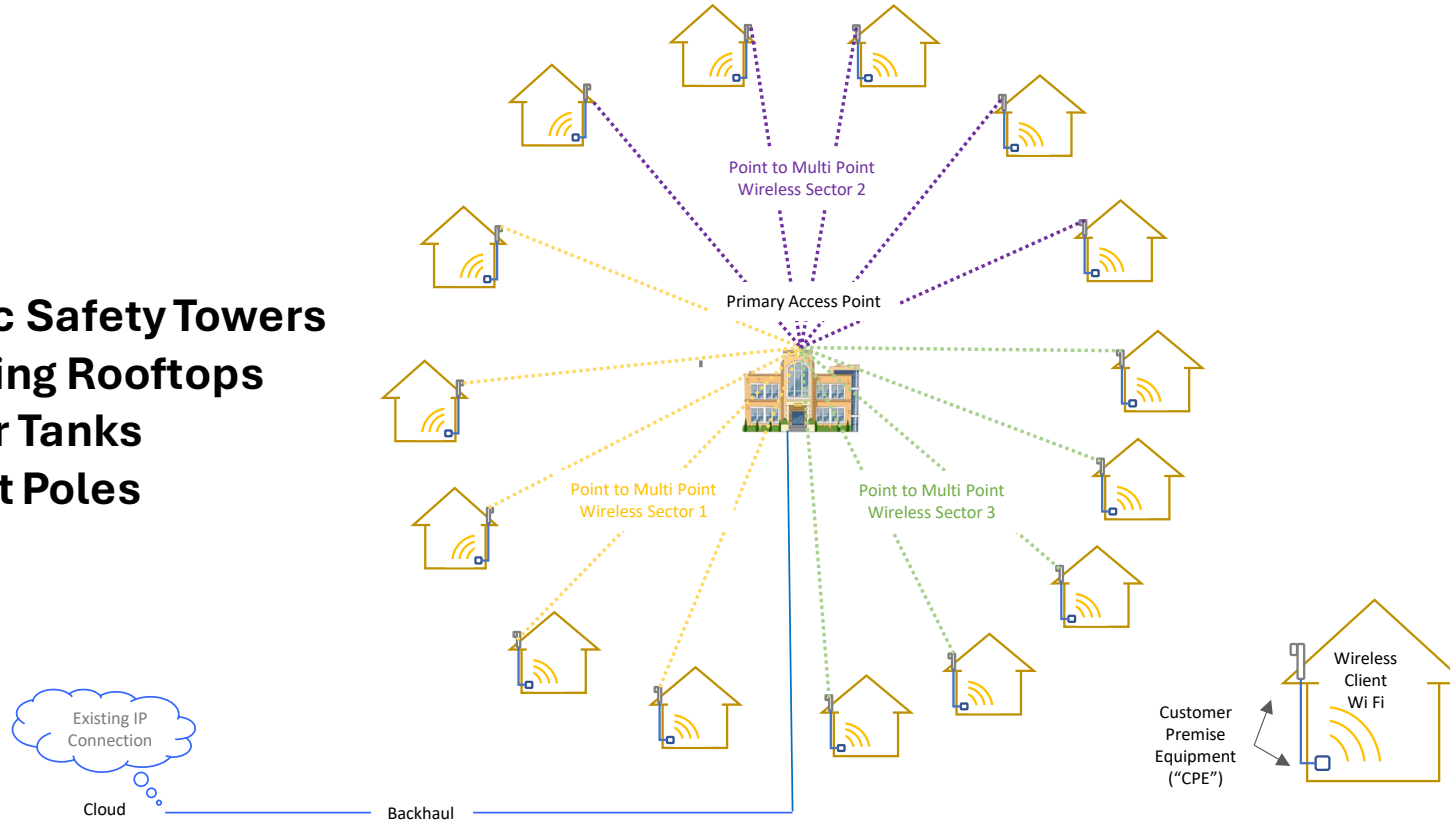 c Safety Towers
ing Rooftops
r Tanks
t Poles
Point to Multi Point
Wireless Sector 2
Primary Access Point
Point to Multi Point
Wireless Sector 1
Point to Multi Point
Wireless Sector 3
Existing IP
Connection
Cloud
Backhaul
Customer
Premise
Equipment
(“CPE”)
Wireless
Client
Wi Fi